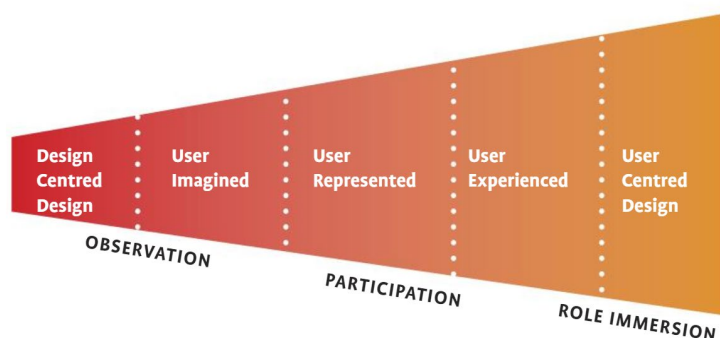 Design
Centred
Design
User
Imagined
User
Represented
User
Experienced
User
Centred
Design
OBSERVATION
PARTICIPATION
ROLE IMMERSION